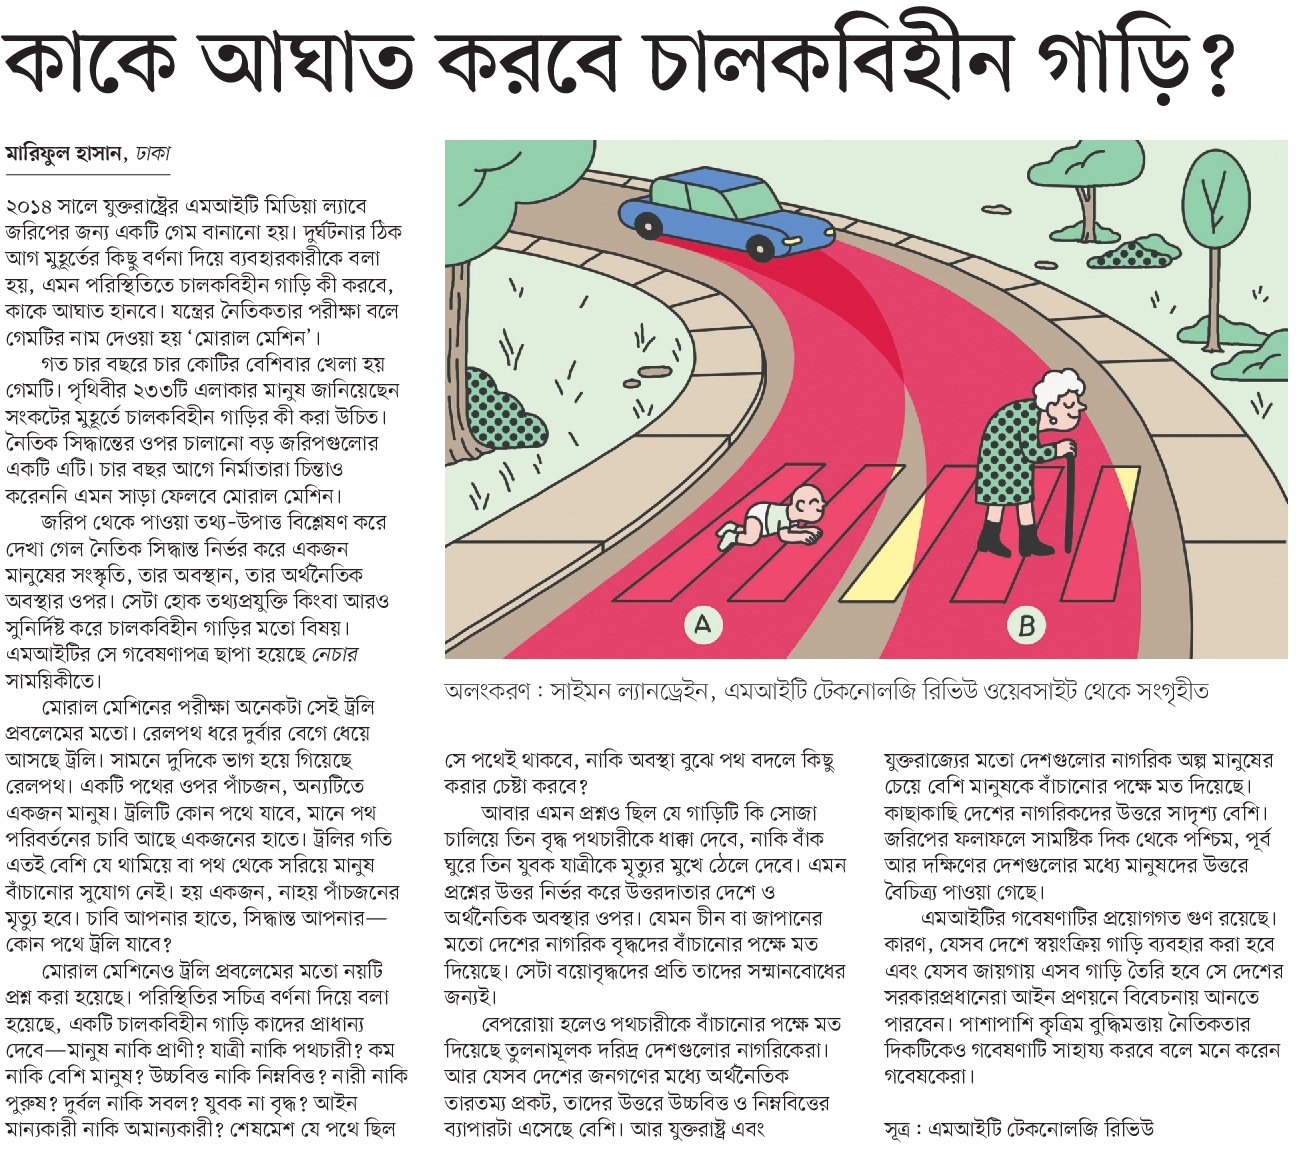 কাকে আঘাত করবে চালকবিহীন গাড়ি?
মারিফুল হাসান, ঢাকা
২০১৪ সালে যুক্তরাষ্ট্রের এমআইটি মিডিয়া ল্যাবে
জরিপের জন্য একটি গেম বানানো হয়। দুর্ঘটনার ঠিক
আগ মুহূর্তের কিছু বর্ণনা দিয়ে ব্যবহারকারীকে বলা
হয়, এমন পরিস্থিতিতে চালকবিহীন গাড়ি কী করবে,
কাকে আঘাত হানবে। যন্ত্রের নৈতিকতার পরীক্ষা বলে
গেমটির নাম দেওয়া হয় ‘মোরাল মেশিন’।
গত চার বছরে চার কোটির বেশিবার খেলা হয়
গেমটি। পৃথিবীর ২৩৩টি এলাকার মানুষ জানিয়েছেন
সংকটের মুহূর্তে চালকবিহীন গাড়ির কী করা উচিত।
নৈতিক সিদ্ধান্তের ওপর চালানো বড় জরিপগুলোর
একটি এটি। চার বছর আগে নির্মাতারা চিন্তাও
করেননি এমন সাড়া ফেলবে মোরাল মেশিন।
জরিপ থেকে পাওয়া তথ্য-উপাত্ত বিশ্লেষণ করে
দেখা গেল নৈতিক সিদ্ধান্ত নির্ভর করে একজন
মানুষের সংস্কৃতি, তার অবস্থান, তার অর্থনৈতিক
অবস্থার ওপর। সেটা হোক তথ্যপ্রযুক্তি কিংবা আরও
সুনির্দিষ্ট করে চালকবিহীন গাড়ির মতো বিষয়।
এমআইটির সে গবেষণাপত্র ছাপা হয়েছে নেচার
সাময়িকীতে।
মোরাল মেশিনের পরীক্ষা অনেকটা সেই ট্রলি
প্রবলেমের মতো। রেলপথ ধরে দুর্বার বেগে ধেয়ে
আসছে ট্রলি। সামনে দুদিকে ভাগ হয়ে গিয়েছে
রেলপথ। একটি পথের ওপর পাঁচজন, অন্যটিতে
একজন মানুষ। ট্রলিটি কোন পথে যাবে, মানে পথ
পরিবর্তনের চাবি আছে একজনের হাতে। ট্রলির গতি
এতই বেশি যে থামিয়ে বা পথ থেকে সরিয়ে মানুষ
বাঁচানোর সুযোগ নেই। হয় একজন, নাহয় পাঁচজনের
মৃত্যু হবে। চাবি আপনার হাতে, সিদ্ধান্ত আপনার—
কোন পথে ট্রলি যাবে?
মোরাল মেশিনেও ট্রলি প্রবলেমের মতো নয়টি
প্রশ্ন করা হয়েছে। পরিস্থিতির সচিত্র বর্ণনা দিয়ে বলা
হয়েছে, একটি চালকবিহীন গাড়ি কাদের প্রাধান্য
দেবে—মানুষ নাকি প্রাণী? যাত্রী নাকি পথচারী? কম
নাকি বেশি মানুষ? উচ্চবিত্ত নাকি নিম্নবিত্ত? নারী নাকি
পুরুষ? দুর্বল নাকি সবল? যুবক না বৃদ্ধ? আইন
মান্যকারী নাকি অমান্যকারী? শেষমেশ যে পথে ছিল
A
B
অলংকরণ : সাইমন ল্যানড্রেইন, এমআইটি টেকনোলজি রিভিউ ওয়েবসাইট থেকে সংগৃহীত
সে পথেই থাকবে, নাকি অবস্থা বুঝে পথ বদলে কিছু
করার চেষ্টা করবে?
আবার এমন প্রশ্নও ছিল যে গাড়িটি কি সোজা
চালিয়ে তিন বৃদ্ধ পথচারীকে ধাক্কা দেবে, নাকি বাঁক
ঘুরে তিন যুবক যাত্রীকে মৃত্যুর মুখে ঠেলে দেবে। এমন
প্রশ্নের উত্তর নির্ভর করে উত্তরদাতার দেশে ও
অর্থনৈতিক অবস্থার ওপর। যেমন চীন বা জাপানের
মতো দেশের নাগরিক বৃদ্ধদের বাঁচানোর পক্ষে মত
দিয়েছে। সেটা বয়োবৃদ্ধদের প্রতি তাদের সম্মানবোধের
জন্যই।
বেপরোয়া হলেও পথচারীকে বাঁচানোর পক্ষে মত
দিয়েছে তুলনামূলক দরিদ্র দেশগুলোর নাগরিকেরা।
আর যেসব দেশের জনগণের মধ্যে অর্থনৈতিক
তারতম্য প্রকট, তাদের উত্তরে উচ্চবিত্ত ও নিম্নবিত্তের
ব্যাপারটা এসেছে বেশি। আর যুক্তরাষ্ট্র এবং
যুক্তরাজ্যের মতো দেশগুলোর নাগরিক অল্প মানুষের
চেয়ে বেশি মানুষকে বাঁচানোর পক্ষে মত দিয়েছে।
কাছাকাছি দেশের নাগরিকদের উত্তরে সাদৃশ্য বেশি।
জরিপের ফলাফলে সামষ্টিক দিক থেকে পশ্চিম, পূর্ব
আর দক্ষিণের দেশগুলোর মধ্যে মানুষদের উত্তরে
বৈচিত্র্য পাওয়া গেছে।
এমআইটির গবেষণাটির প্রয়োগগত গুণ রয়েছে।
কারণ, যেসব দেশে স্বয়ংক্রিয় গাড়ি ব্যবহার করা হবে
এবং যেসব জায়গায় এসব গাড়ি তৈরি হবে সে দেশের
সরকারপ্রধানেরা আইন প্রণয়নে বিবেচনায় আনতে
পারবেন। পাশাপাশি কৃত্রিম বুদ্ধিমত্তায় নৈতিকতার
দিকটিকেও গবেষণাটি সাহায্য করবে বলে মনে করেন
গবেষকেরা।
সূত্র : এমআইটি টেকনোলজি রিভিউ